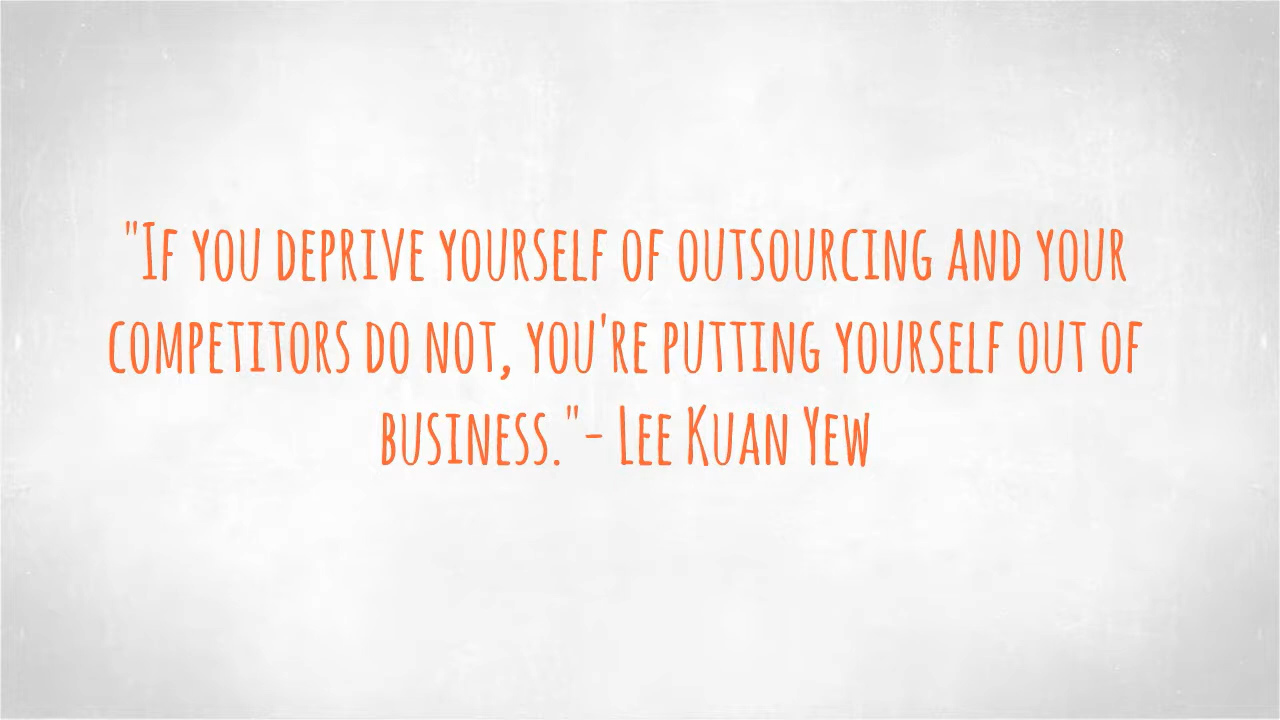 "If you deprive yourself of outsourcing and your
competitors do not, you're putting yourself out of
business."- Lee Kuan Yew